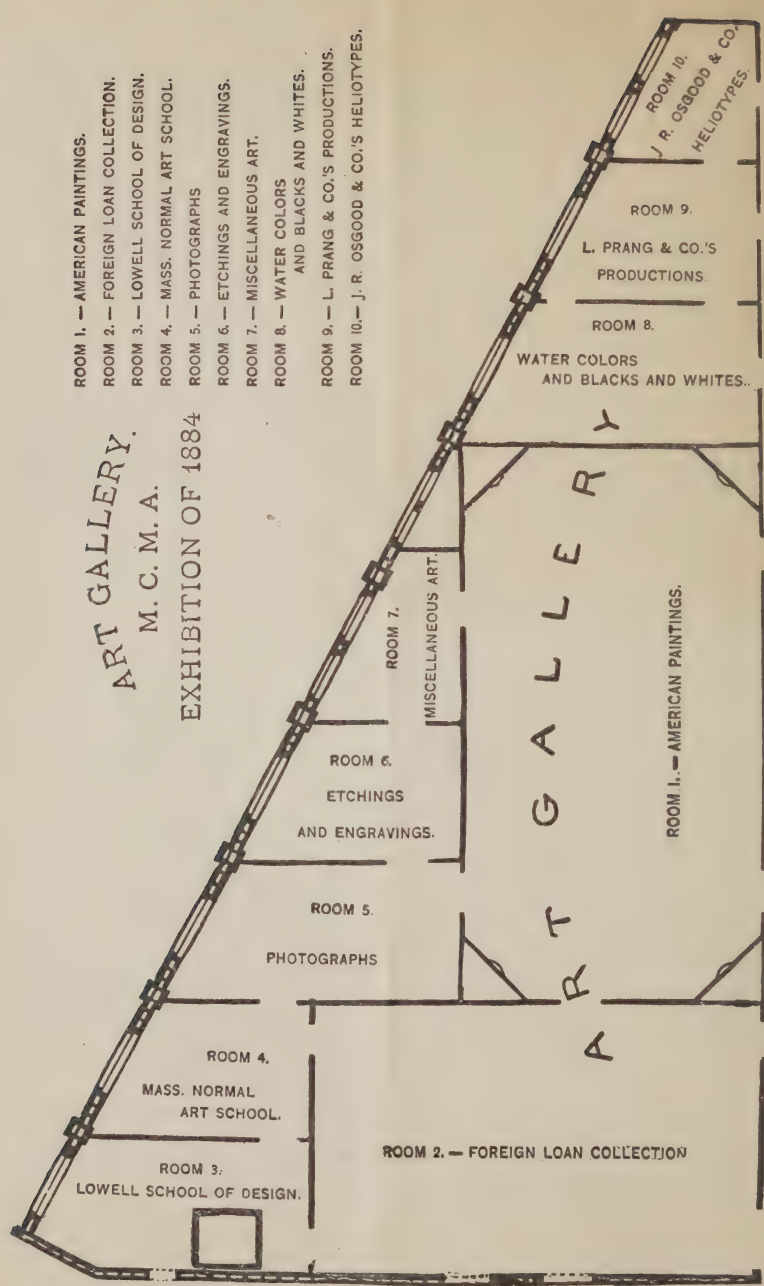 ART GALLERY.
M. C. M. A.
EXHIBITION OF 1884
ROOM 1. — AMERICAN PAINTINGS.
ROOM 2. — FOREIGN LOAN COLLECTION.
ROOM 3. — LOWELL SCHOOL OF DESIGN.
ROOM 4. — MASS. NORMAL ART SCHOOL.
ROOM 5. — PHOTOGRAPHS
ROOM 6. — ETCHINGS AND ENGRAVINGS.
ROOM 7. — MISCELLANEOUS ART.
ROOM 8. — WATER COLORS
AND BLACKS AND WHITES.
ROOM 9. — L. PRANG & CO.'S PRODUCTIONS.
ROOM 10. — J. R. OSGOOD & CO.'S HELIOTYPES.
ROOM 10.
J R. OSGOOD & CO.
HELIOTYPES.
ROOM 9.
L. PRANG & CO.'S
PRODUCTIONS.
ROOM 8.
WATER COLORS
AND BLACKS AND WHITES..
ROOM 7.
MISCELLANEOUS ART.
ROOM 6.
ETCHINGS
AND ENGRAVINGS.
ROOM 5.
PHOTOGRAPHS
ROOM 4.
MASS. NORMAL
ART SCHOOL.
ROOM 3.
LOWELL SCHOOL OF DESIGN.
ART GALLERY
ROOM 1. — AMERICAN PAINTINGS.
ROOM 2. — FOREIGN LOAN COLLECTION